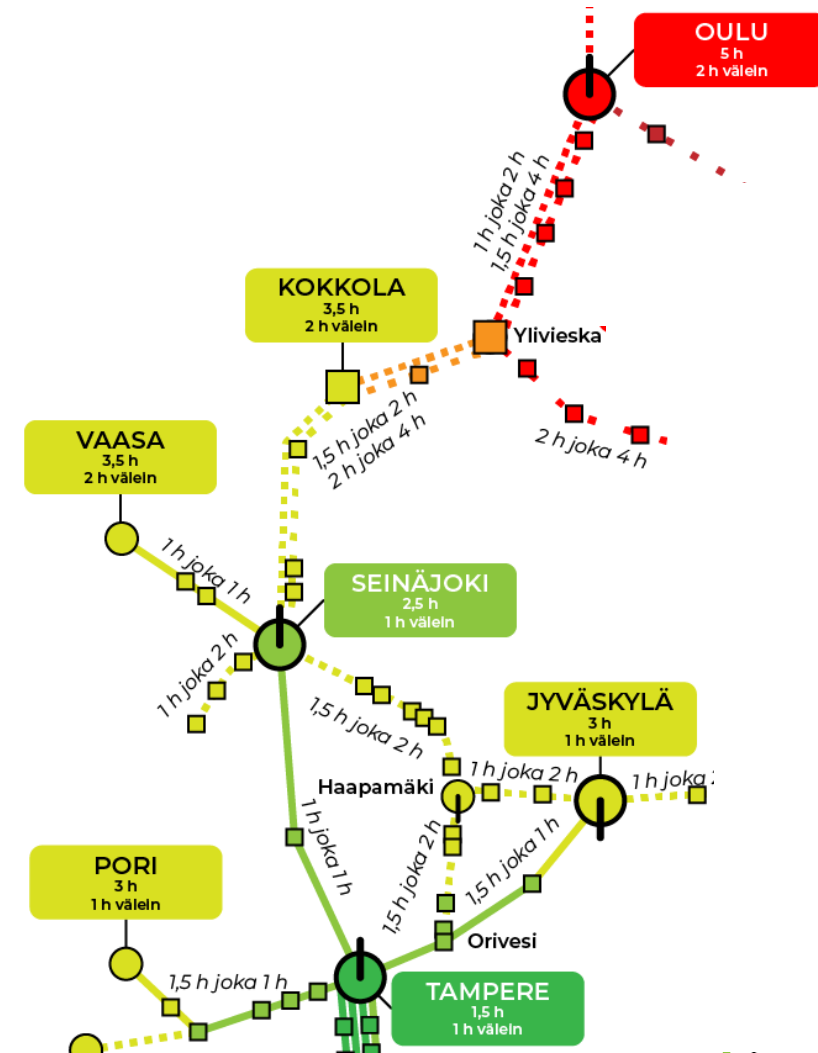 OULU
5 h
2 h välein
1 h joka 2 h
1,5 h joka 4 h
KOKKOLA
3,5 h
2 h välein
Ylivieska
1,5 h joka 2 h
2 h joka 4 h
2 h joka 4 h
VAASA
3,5 h
2 h välein
1 h joka 1 h
SEINÄJOKI
2,5 h
1 h välein
1 h joka 2 h
1,5 h joka 2 h
JYVÄSKYLÄ
3 h
1 h välein
Haapamäki
1 h joka 2 h
1 h joka
1 h joka 1 h
1,5 h joka 2 h
1,5 h joka 1 h
PORI
3 h
1 h välein
Orivesi
1,5 h joka 1 h
TAMPERE
1,5 h
1 h välein